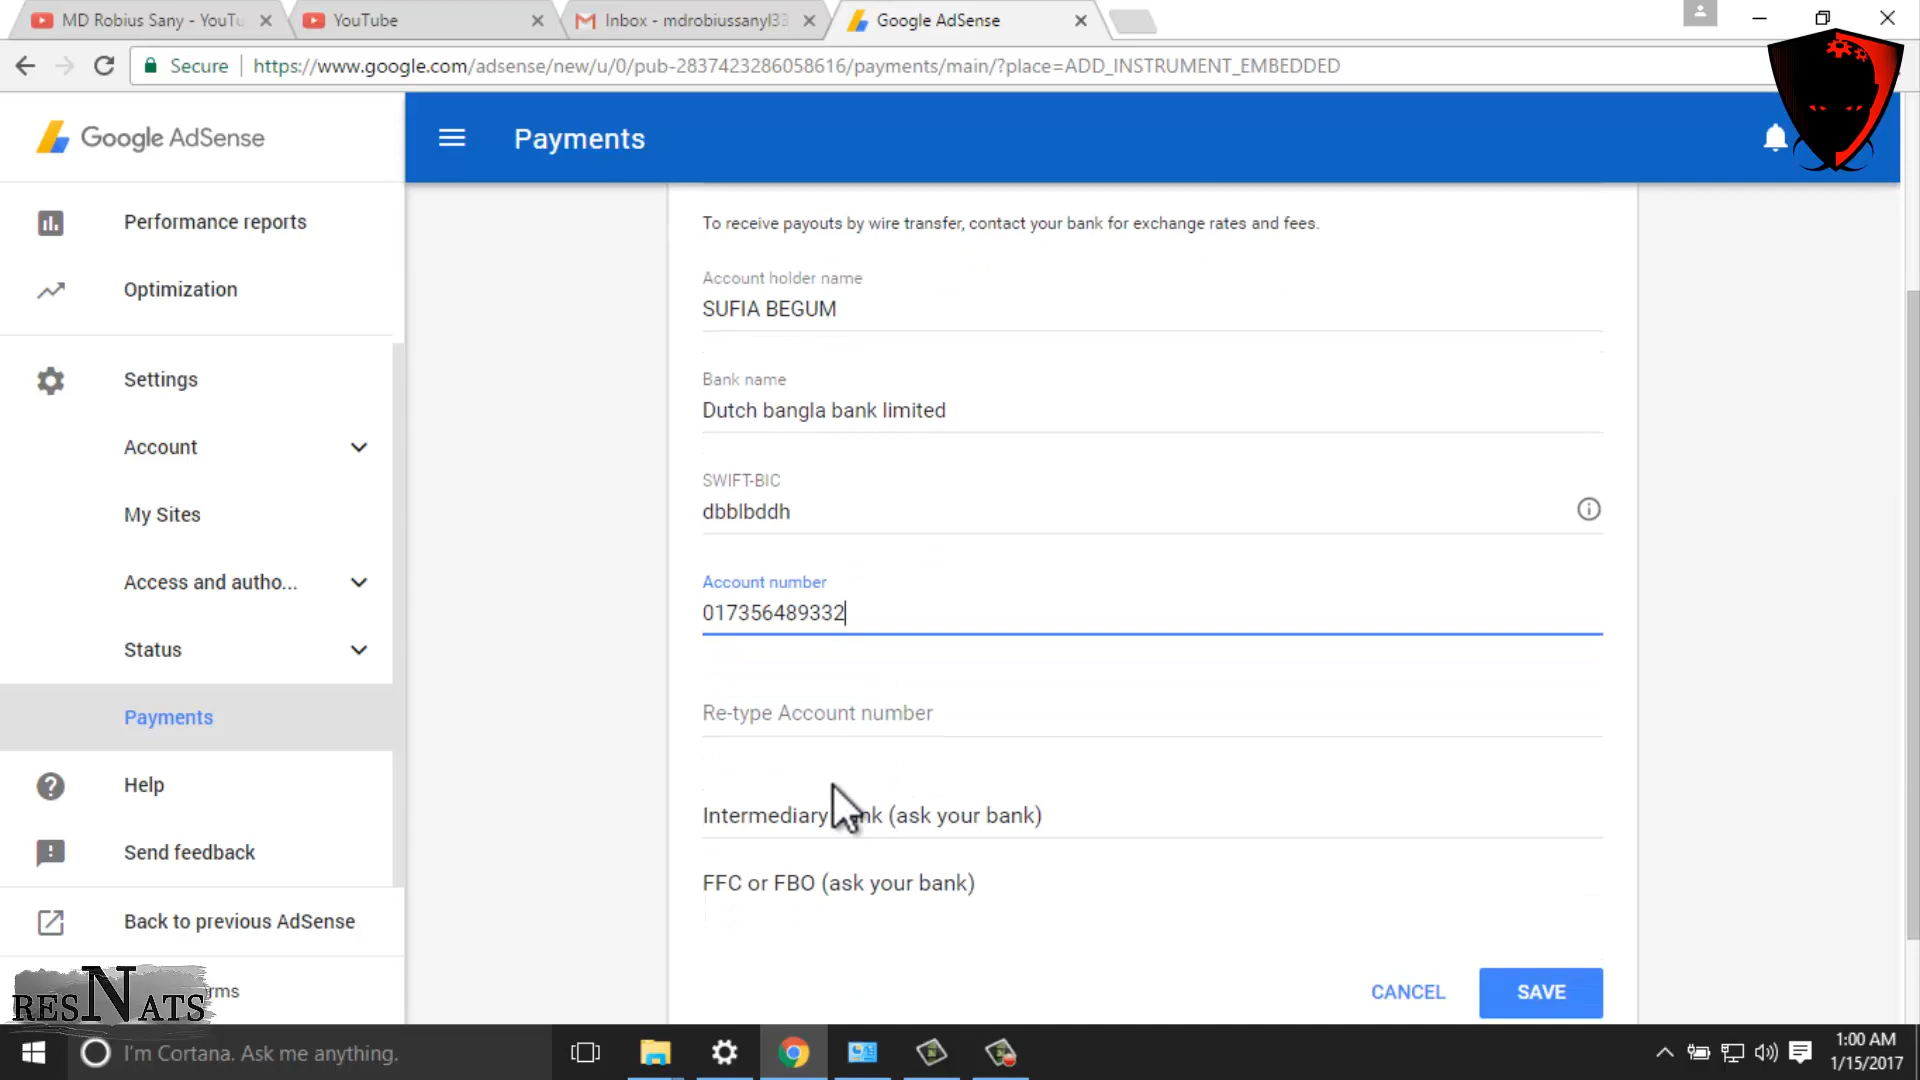 MD Robius Sany - YouTu
YouTube
Inbox - mdrobiussanyl33
Google AdSense
Secure
https://www.google.com/adsense/new/u/0/pub-2837423286058616/payments/main/?place=ADD_INSTRUMENT_EMBEDDED
Google AdSense
Payments
Performance reports
Optimization
Settings
Account
My Sites
Access and autho...
Status
Payments
Help
Send feedback
Back to previous AdSense
rms
RESNATS
To receive payouts by wire transfer, contact your bank for exchange rates and fees.
Account holder name
SUFIA BEGUM
Bank name
Dutch bangla bank limited
SWIFT-BIC
dbblbddh
Account number
017356489332
Re-type Account number
Intermediary bank (ask your bank)
FFC or FBO (ask your bank)
CANCEL
SAVE
I'm Cortana. Ask me anything.
1:00 AM
1/15/2017